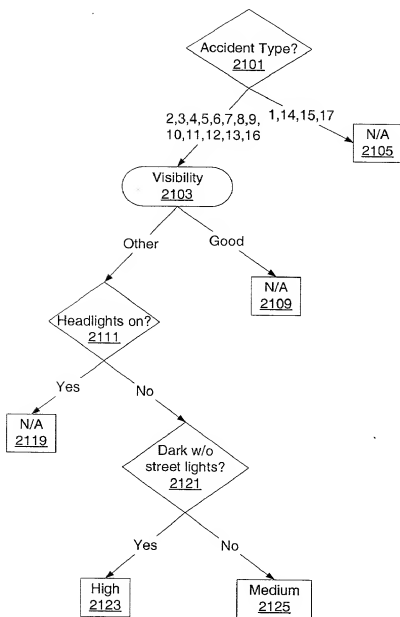 Accident Type?
2101
2,3,4,5,6,7,8,9,
10,11,12,13,16
1,14,15,17
N/A
2105
Visibility
2103
Other
Good
N/A
2109
Headlights on?
2111
Yes
No
N/A
2119
Dark w/o
street lights?
2121
Yes
No
High
2123
Medium
2125